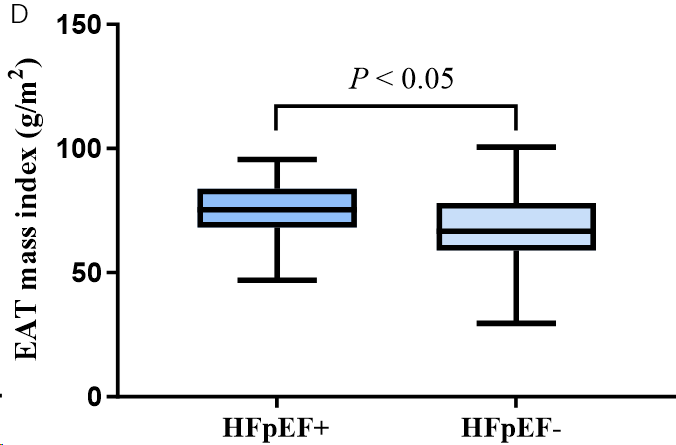 D
150
P < 0.05
100
50
0
EAT mass index (g/m²)
HFpEF+ HFpEF-